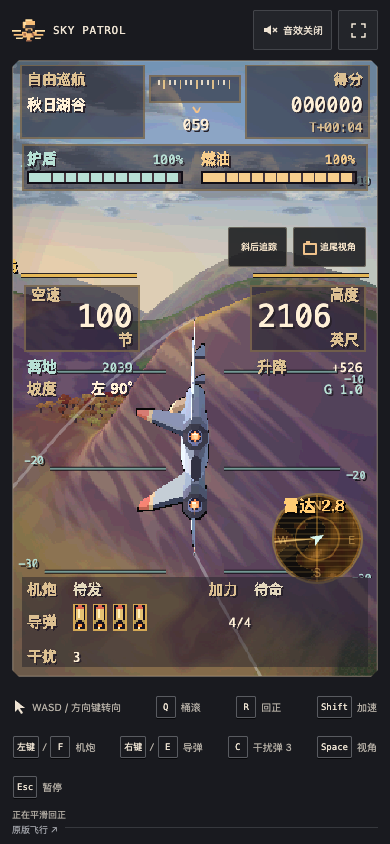 SKY PATROL
音效关闭
自由巡航
秋日湖谷
059
得分
000000
T+00:04
护盾 100%
燃油 100%
10
斜后追踪
追尾视角
空速
100
节
高度
2106
英尺
离地 2039
坡度 左 90°
升降 +526
-10
G 1.0
-20
-20
雷达 2.8
N
W
E
S
-30
-30
机炮 待发
加力 待命
导弹
4/4
干扰 3
WASD / 方向键转向
Q 桶滚
R 回正
Shift 加速
左键 / F 机炮
右键 / E 导弹
C 干扰弹 3
Space 视角
Esc 暂停
正在平滑回正
原版飞行 ↗